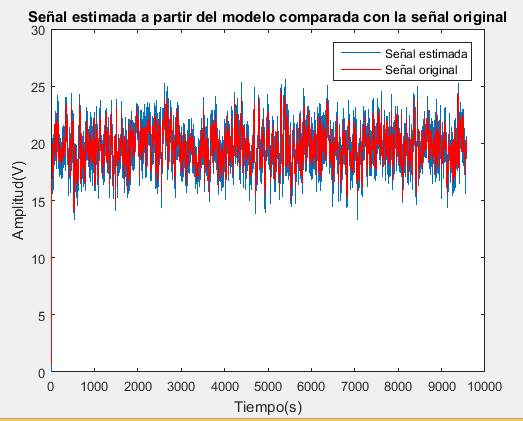 Señal estimada a partir del modelo comparada con la señal original
Señal estimada
Señal original
30
25
20
15
10
5
0
Amplitud(V)
0 1000 2000 3000 4000 5000 6000 7000 8000 9000 10000
Tiempo(s)